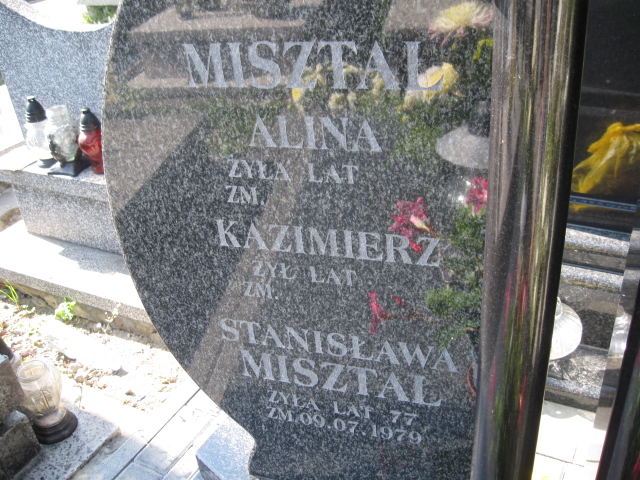 MISZTAL
ALINA
ŻYŁA LAT
ZM.
KAZIMIERZ
ŻYŁ LAT
ZM.
STANISŁAWA
MISZTAL
ŻYŁA LAT 77
ZM.09.07.1979